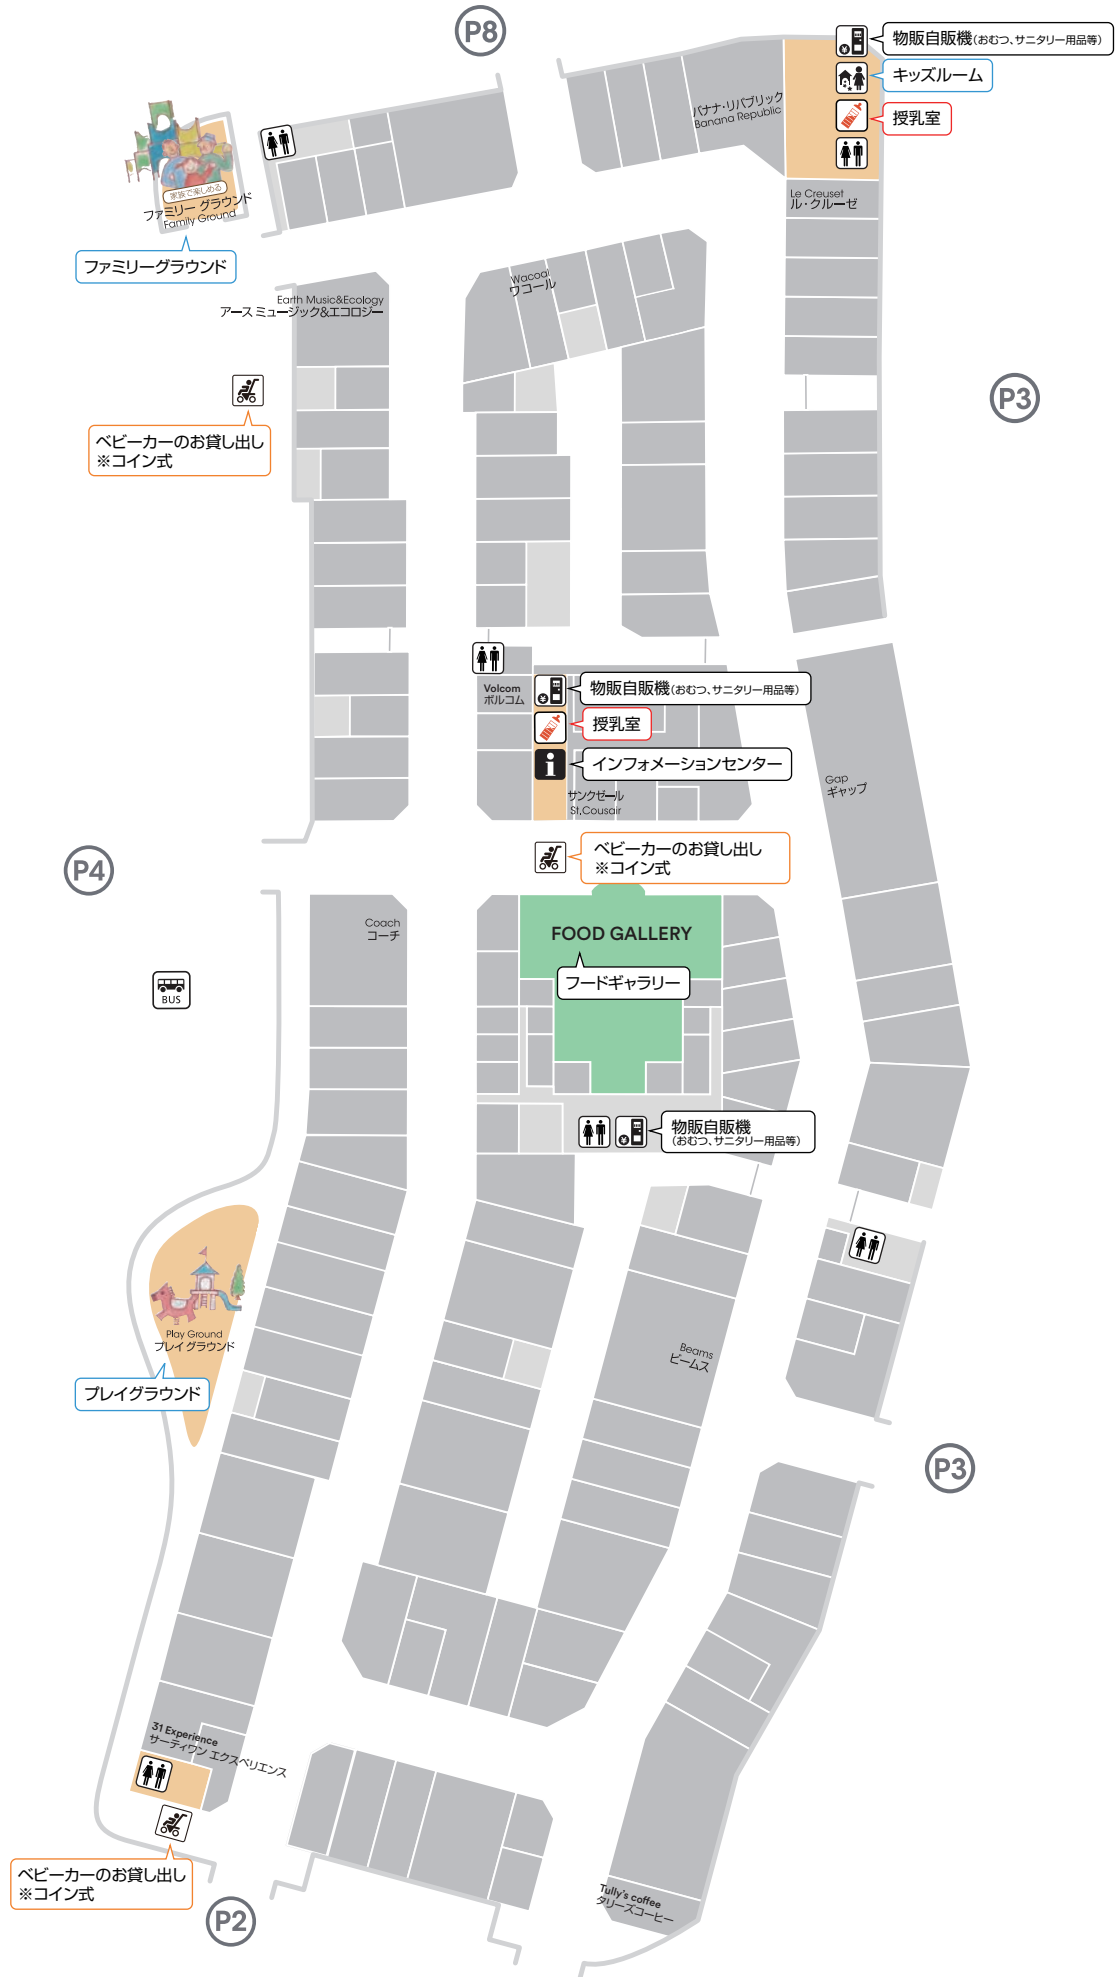 P8
物販自販機(おむつ、サニタリー用品等)
キッズルーム
バナナ・リパブリック
Banana Republic
授乳室
家族で楽しめる
ファミリー グラウンド
Family Ground
Le Creuset
ル・クルーゼ
ファミリーグラウンド
Wacoal
ワコール
Earth Music&Ecology
アース ミュージック&エコロジー
P3
ベビーカーのお貸し出し
※コイン式
Volcom
ボルコム
物販自販機(おむつ、サニタリー用品等)
授乳室
インフォメーションセンター
サンクゼール
St,Cousair
Gap
ギャップ
P4
ベビーカーのお貸し出し
※コイン式
Coach
コーチ
FOOD GALLERY
フードギャラリー
BUS
物販自販機
(おむつ、サニタリー用品等)
Play Ground
プレイ グラウンド
Beams
ビームス
プレイグラウンド
P3
31 Experience
サーティワン エクスペリエンス
ベビーカーのお貸し出し
※コイン式
P2
Tully's coffee
タリーズコーヒー